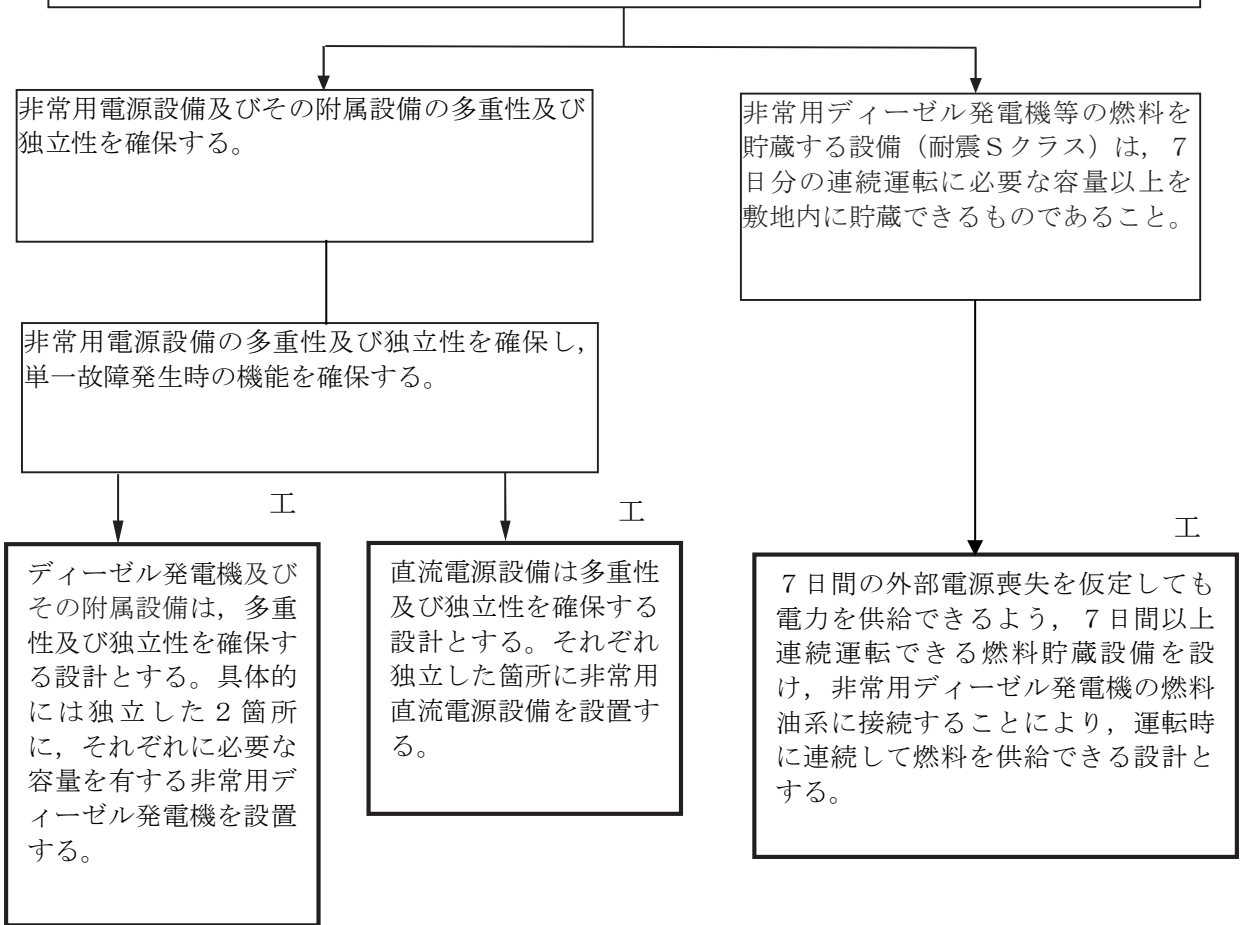 非常用電源設備及びその附属設備の多重性及び
独立性を確保する。
非常用ディーゼル発電機等の燃料を
貯蔵する設備（耐震Sクラス）は，7
日分の連続運転に必要な容量以上を
敷地内に貯蔵できるものであること。
非常用電源設備の多重性及び独立性を確保し，
単一故障発生時の機能を確保する。
工
工
工
ディーゼル発電機及び
その附属設備は，多重
性及び独立性を確保す
る設計とする。具体的
には独立した２箇所
に，それぞれに必要な
容量を有する非常用デ
ィーゼル発電機を設置
する。
直流電源設備は多重性
及び独立性を確保する
設計とする。それぞれ
独立した箇所に非常用
直流電源設備を設置す
る。
７日間の外部電源喪失を仮定しても
電力を供給できるよう，７日間以上
連続運転できる燃料貯蔵設備を設
け，非常用ディーゼル発電機の燃料
油系に接続することにより，運転時
に連続して燃料を供給できる設計と
する。